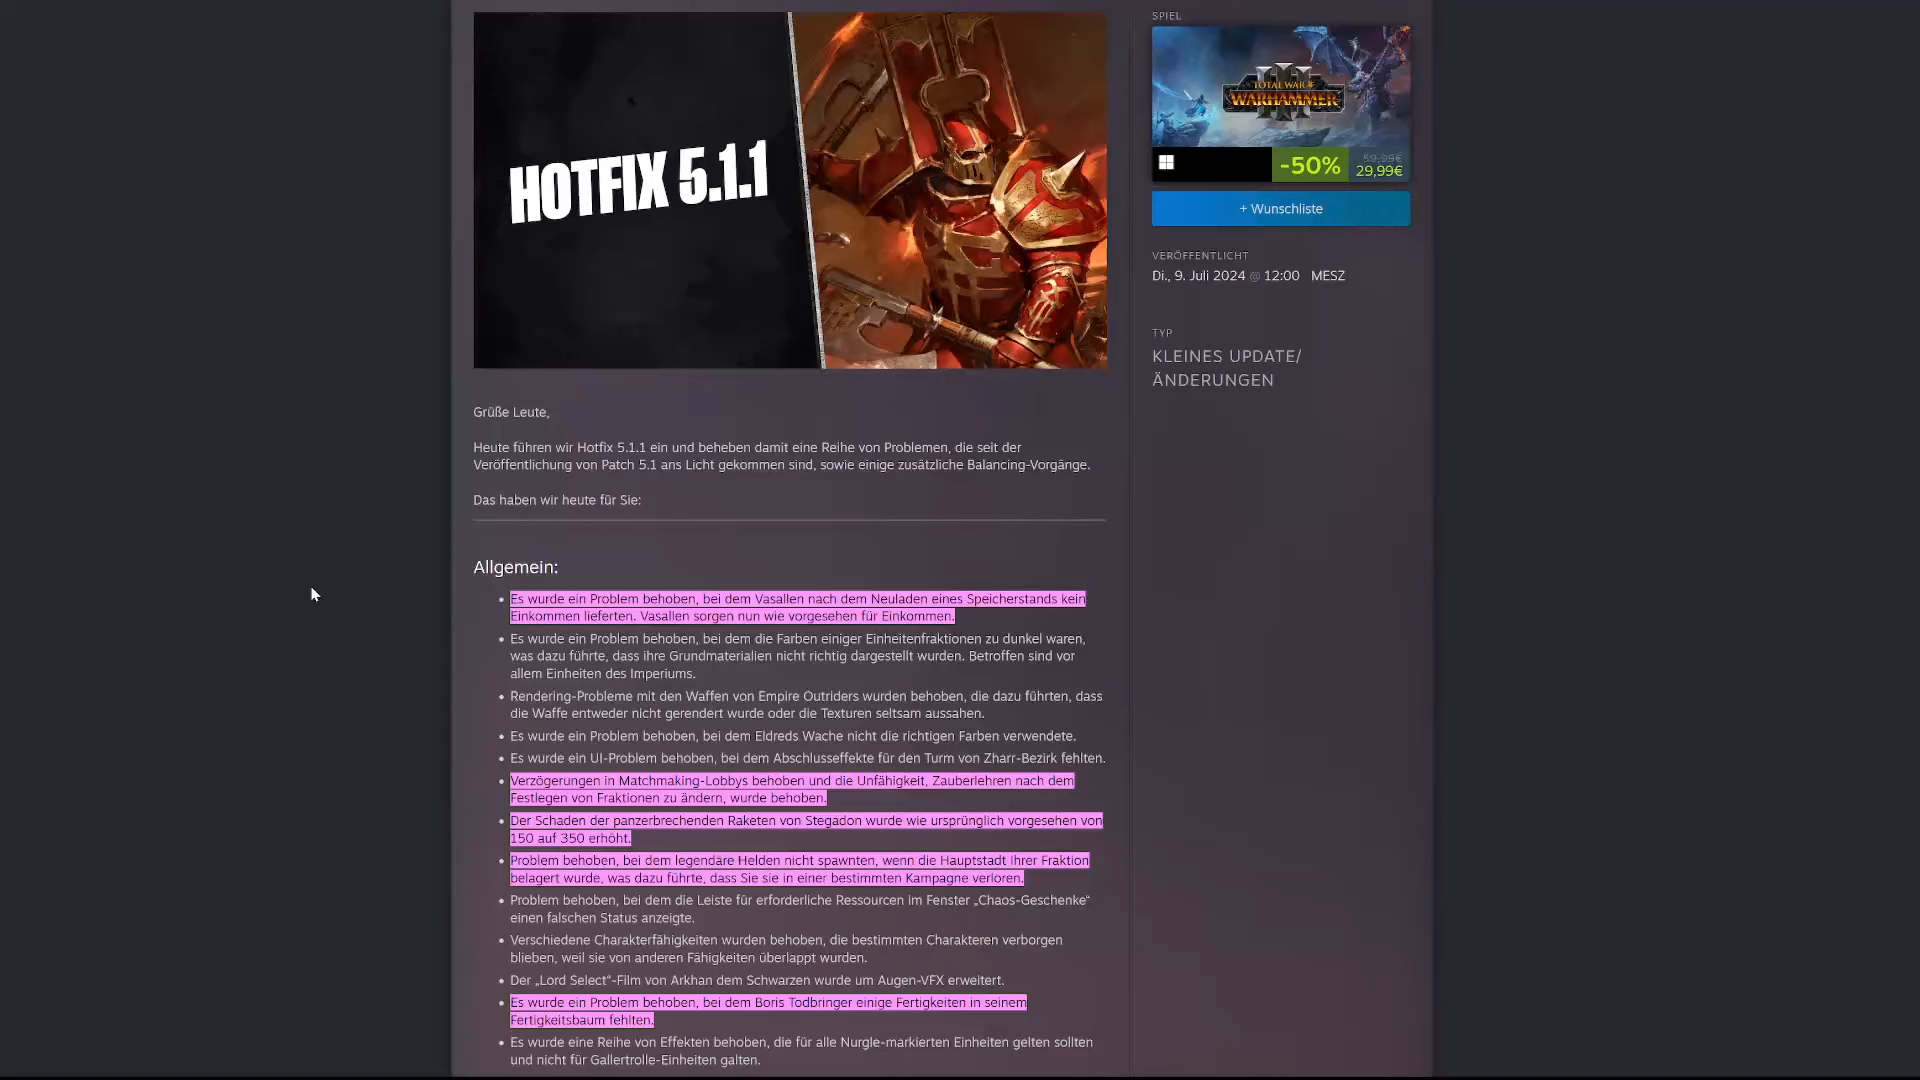 HOTFIX 5.1.1
SPIEL
TOTAL WAR
WARHAMMER
III
-50%
59,99€
29,99€
+ Wunschliste
VERÖFFENTLICHT
Di., 9. Juli 2024 @ 12:00 MESZ
TYP
KLEINES UPDATE/
ÄNDERUNGEN
Grüße Leute,
Heute führen wir Hotfix 5.1.1 ein und beheben damit eine Reihe von Problemen, die seit der
Veröffentlichung von Patch 5.1 ans Licht gekommen sind, sowie einige zusätzliche Balancing-Vorgänge.
Das haben wir heute für Sie:
Allgemein:
• Es wurde ein Problem behoben, bei dem Vasallen nach dem Neuladen eines Speicherstands kein
Einkommen lieferten. Vasallen sorgen nun wie vorgesehen für Einkommen.
• Es wurde ein Problem behoben, bei dem die Farben einiger Einheitenfraktionen zu dunkel waren,
was dazu führte, dass ihre Grundmaterialien nicht richtig dargestellt wurden. Betroffen sind vor
allem Einheiten des Imperiums.
• Rendering-Probleme mit den Waffen von Empire Outriders wurden behoben, die dazu führten, dass
die Waffe entweder nicht gerendert wurde oder die Texturen seltsam aussahen.
• Es wurde ein Problem behoben, bei dem Eldreds Wache nicht die richtigen Farben verwendete.
• Es wurde ein UI-Problem behoben, bei dem Abschlusseffekte für den Turm von Zharr-Bezirk fehlten.
• Verzögerungen in Matchmaking-Lobbys behoben und die Unfähigkeit, Zauberlehren nach dem
Festlegen von Fraktionen zu ändern, wurde behoben.
• Der Schaden der panzerbrechenden Raketen von Stegadon wurde wie ursprünglich vorgesehen von
150 auf 350 erhöht.
• Problem behoben, bei dem legendäre Helden nicht spawnten, wenn die Hauptstadt Ihrer Fraktion
belagert wurde, was dazu führte, dass Sie sie in einer bestimmten Kampagne verloren.
• Problem behoben, bei dem die Leiste für erforderliche Ressourcen im Fenster „Chaos-Geschenke“
einen falschen Status anzeigte.
• Verschiedene Charakterfähigkeiten wurden behoben, die bestimmten Charakteren verborgen
blieben, weil sie von anderen Fähigkeiten überlappt wurden.
• Der „Lord Select“-Film von Arkhan dem Schwarzen wurde um Augen-VFX erweitert.
• Es wurde ein Problem behoben, bei dem Boris Todbringer einige Fertigkeiten in seinem
Fertigkeitsbaum fehlten.
• Es wurde eine Reihe von Effekten behoben, die für alle Nurgle-markierten Einheiten gelten sollten
und nicht für Gallertrolle-Einheiten galten.